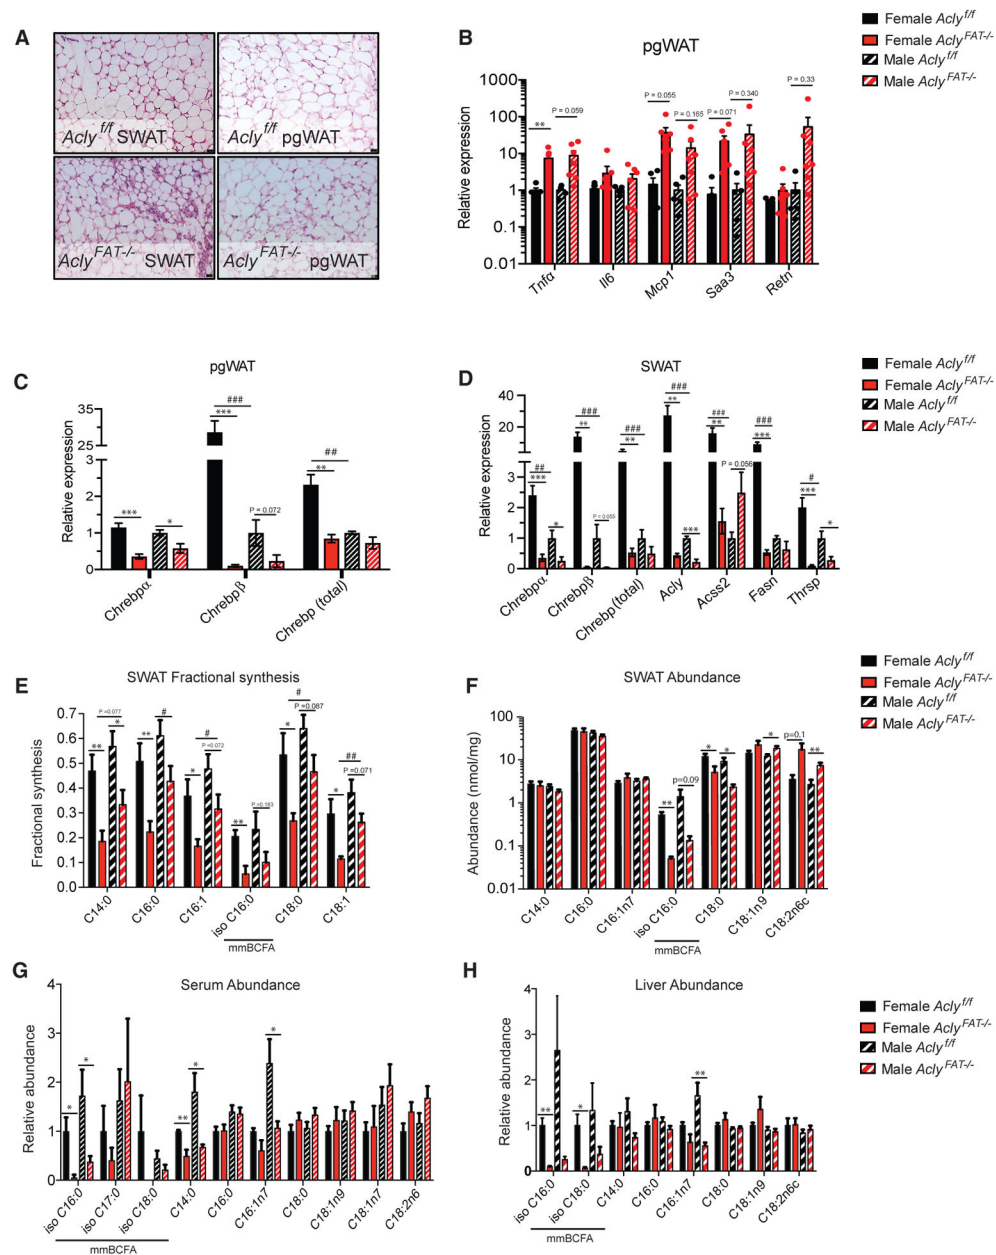 A
Acly f/f SWAT
Acly f/f pgWAT
Acly FAT-/- SWAT
Acly FAT-/- pgWAT
B
pgWAT
Female Acly f/f
Female Acly FAT-/-
Male Acly f/f
Male Acly FAT-/-
Relative expression
1000
100
10
1
0.1
0.01
**
P = 0.059
P = 0.055
P = 0.165
P = 0.071
P = 0.340
P = 0.33
Tnfα
Il6
Mcp1
Saa3
Retn
C
pgWAT
Relative expression
35
25
3
2
1
0
***
*
###
***
P = 0.072
##
**
Chrebpα
Chrebpβ
Chrebp (total)
D
SWAT
Female Acly f/f
Female Acly FAT-/-
Male Acly f/f
Male Acly FAT-/-
Relative expression
40
20
3
2
1
0
##
***
*
###
**
P = 0.055
###
**
###
**
***
###
**
P = 0.056
###
***
#
***
*
Chrebpα
Chrebpβ
Chrebp (total)
Acly
Acss2
Fasn
Thrsp
E
SWAT Fractional synthesis
Fractional synthesis
0.7
0.6
0.5
0.4
0.3
0.2
0.1
0.0
P =0.077
**
*
#
**
#
P =0.072
*
P =0.183
**
#
P =0.087
*
##
P =0.071
*
C14:0
C16:0
C16:1
iso C16:0
C18:0
C18:1
mmBCFA
F
SWAT Abundance
Female Acly f/f
Female Acly FAT-/-
Male Acly f/f
Male Acly FAT-/-
Abundance (nmol/mg)
100
10
1
0.1
0.01
**
p=0.09
*
*
*
p=0.1
**
C14:0
C16:0
C16:1n7
iso C16:0
C18:0
C18:1n9
C18:2n6c
mmBCFA
G
Serum Abundance
Relative abundance
4
3
2
1
0
*
*
**
*
*
iso C16:0
iso C17:0
iso C18:0
C14:0
C16:0
C16:1n7
C18:0
C18:1n9
C18:1n7
C18:2n6
mmBCFA
H
Liver Abundance
Female Acly f/f
Female Acly FAT-/-
Male Acly f/f
Male Acly FAT-/-
Relative abundance
4
3
2
1
0
**
*
**
iso C16:0
iso C18:0
C14:0
C16:0
C16:1n7
C18:0
C18:1n9
C18:2n6c
mmBCFA